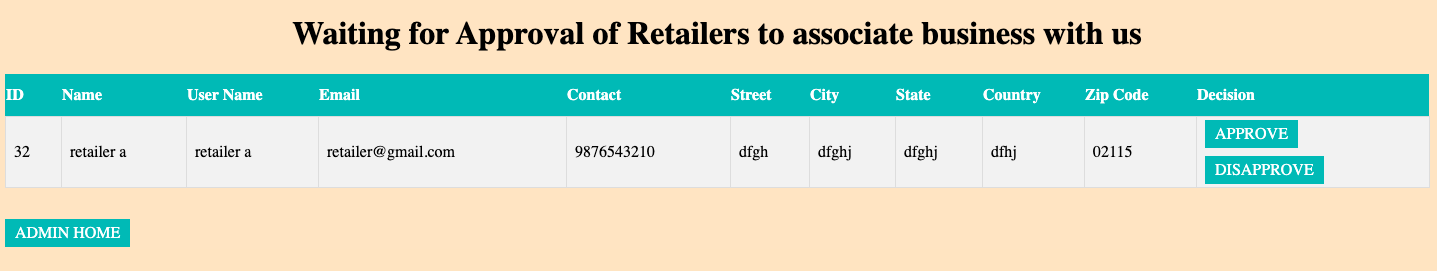 Waiting for Approval of Retailers to associate business with us
ID Name User Name Email Contact Street City State Country Zip Code Decision
32 retailer a retailer a retailer@gmail.com 9876543210 dfgh dfghj dfghj dfhj 02115 APPROVE
DISAPPROVE
ADMIN HOME